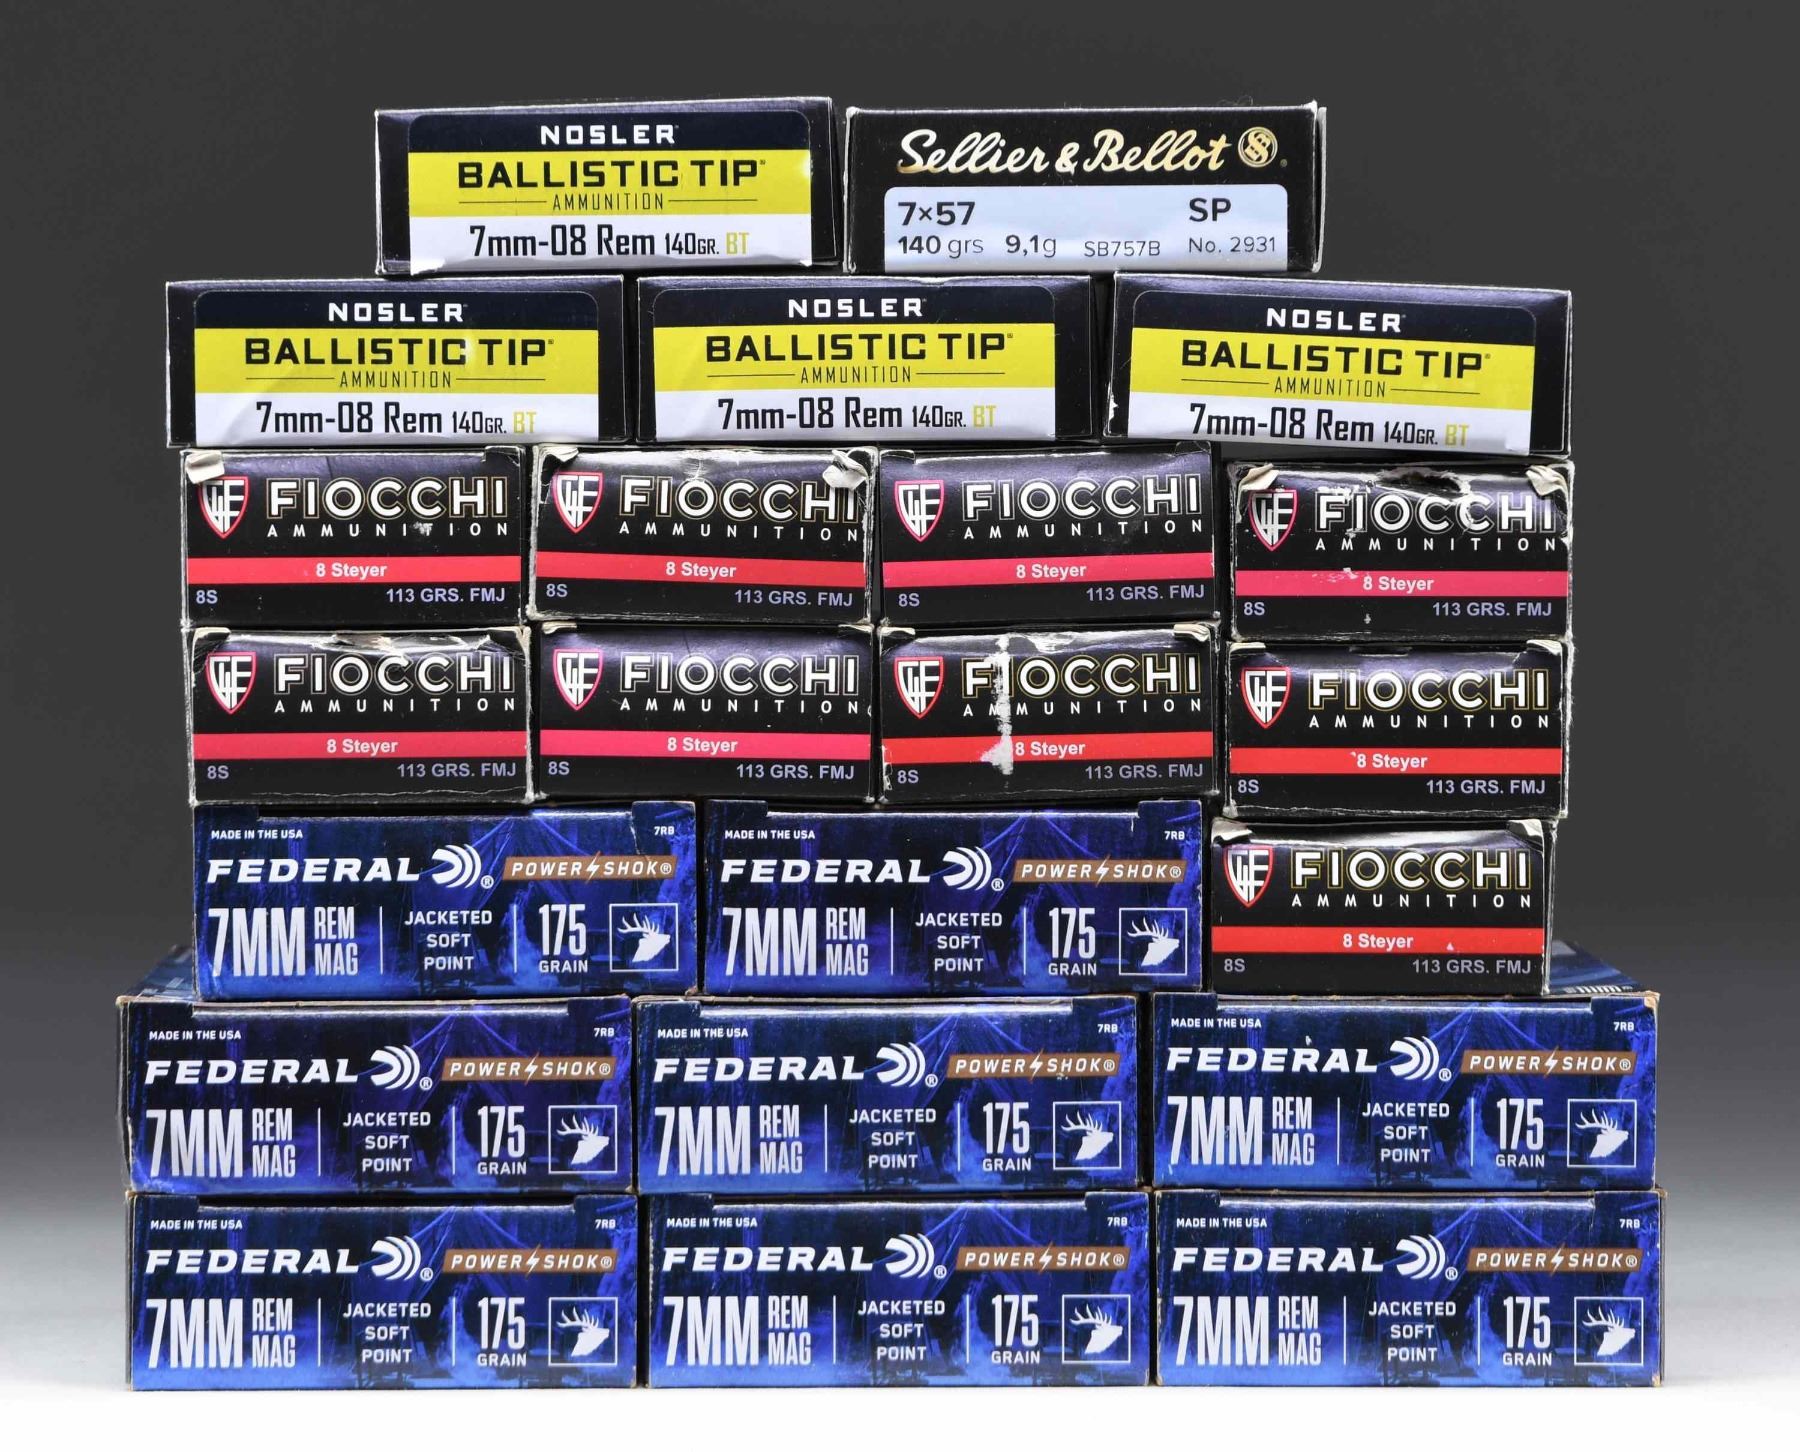 NOSLER
BALLISTIC TIP®
AMMUNITION
7mm-08 Rem 140GR. BT
Sellier & Bellot
7×57 SP
140 grs 9,1g SB757B No. 2931
NOSLER
BALLISTIC TIP®
AMMUNITION
7mm-08 Rem 140GR. BT
NOSLER
BALLISTIC TIP®
AMMUNITION
7mm-08 Rem 140GR. BT
NOSLER
BALLISTIC TIP®
AMMUNITION
7mm-08 Rem 140GR. BT
FIOCCHI
AMMUNITION
8 Steyer
8S 113 GRS. FMJ
FIOCCHI
AMMUNITION
8 Steyer
8S 113 GRS. FMJ
FIOCCHI
AMMUNITION
8 Steyer
8S 113 GRS. FMJ
FIOCCHI
AMMUNITION
8 Steyer
8S 113 GRS. FMJ
FIOCCHI
AMMUNITION
8 Steyer
8S 113 GRS. FMJ
FIOCCHI
AMMUNITION
8 Steyer
8S 113 GRS. FMJ
FIOCCHI
AMMUNITION
8 Steyer
8S 113 GRS. FMJ
FIOCCHI
AMMUNITION
8 Steyer
8S 113 GRS. FMJ
MADE IN THE USA 7RB
FEDERAL® POWER SHOK®
7MM REM MAG
JACKETED
SOFT
POINT
175
GRAIN
MADE IN THE USA 7RB
FEDERAL® POWER SHOK®
7MM REM MAG
JACKETED
SOFT
POINT
175
GRAIN
FIOCCHI
AMMUNITION
8 Steyer
8S 113 GRS. FMJ
MADE IN THE USA 7RB
FEDERAL® POWER SHOK®
7MM REM MAG
JACKETED
SOFT
POINT
175
GRAIN
MADE IN THE USA 7RB
FEDERAL® POWER SHOK®
7MM REM MAG
JACKETED
SOFT
POINT
175
GRAIN
MADE IN THE USA 7RB
FEDERAL® POWER SHOK®
7MM REM MAG
JACKETED
SOFT
POINT
175
GRAIN
MADE IN THE USA 7RB
FEDERAL® POWER SHOK®
7MM REM MAG
JACKETED
SOFT
POINT
175
GRAIN
MADE IN THE USA 7RB
FEDERAL® POWER SHOK®
7MM REM MAG
JACKETED
SOFT
POINT
175
GRAIN
MADE IN THE USA 7RB
FEDERAL® POWER SHOK®
7MM REM MAG
JACKETED
SOFT
POINT
175
GRAIN